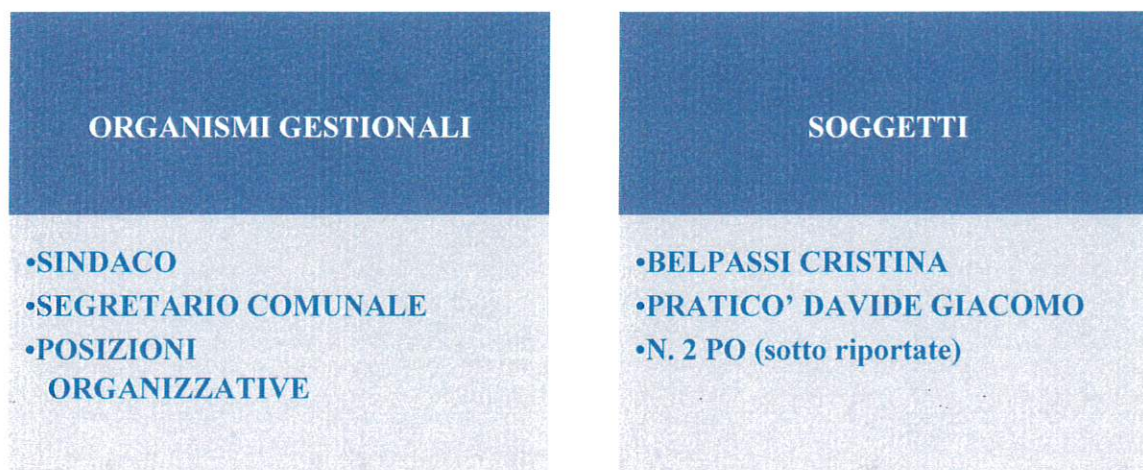 ORGANISMI GESTIONALI
•SINDACO
•SEGRETARIO COMUNALE
•POSIZIONI
ORGANIZZATIVE
SOGGETTI
•BELPASSI CRISTINA
•PRATICO’ DAVIDE GIACOMO
•N. 2 PO (sotto riportate)